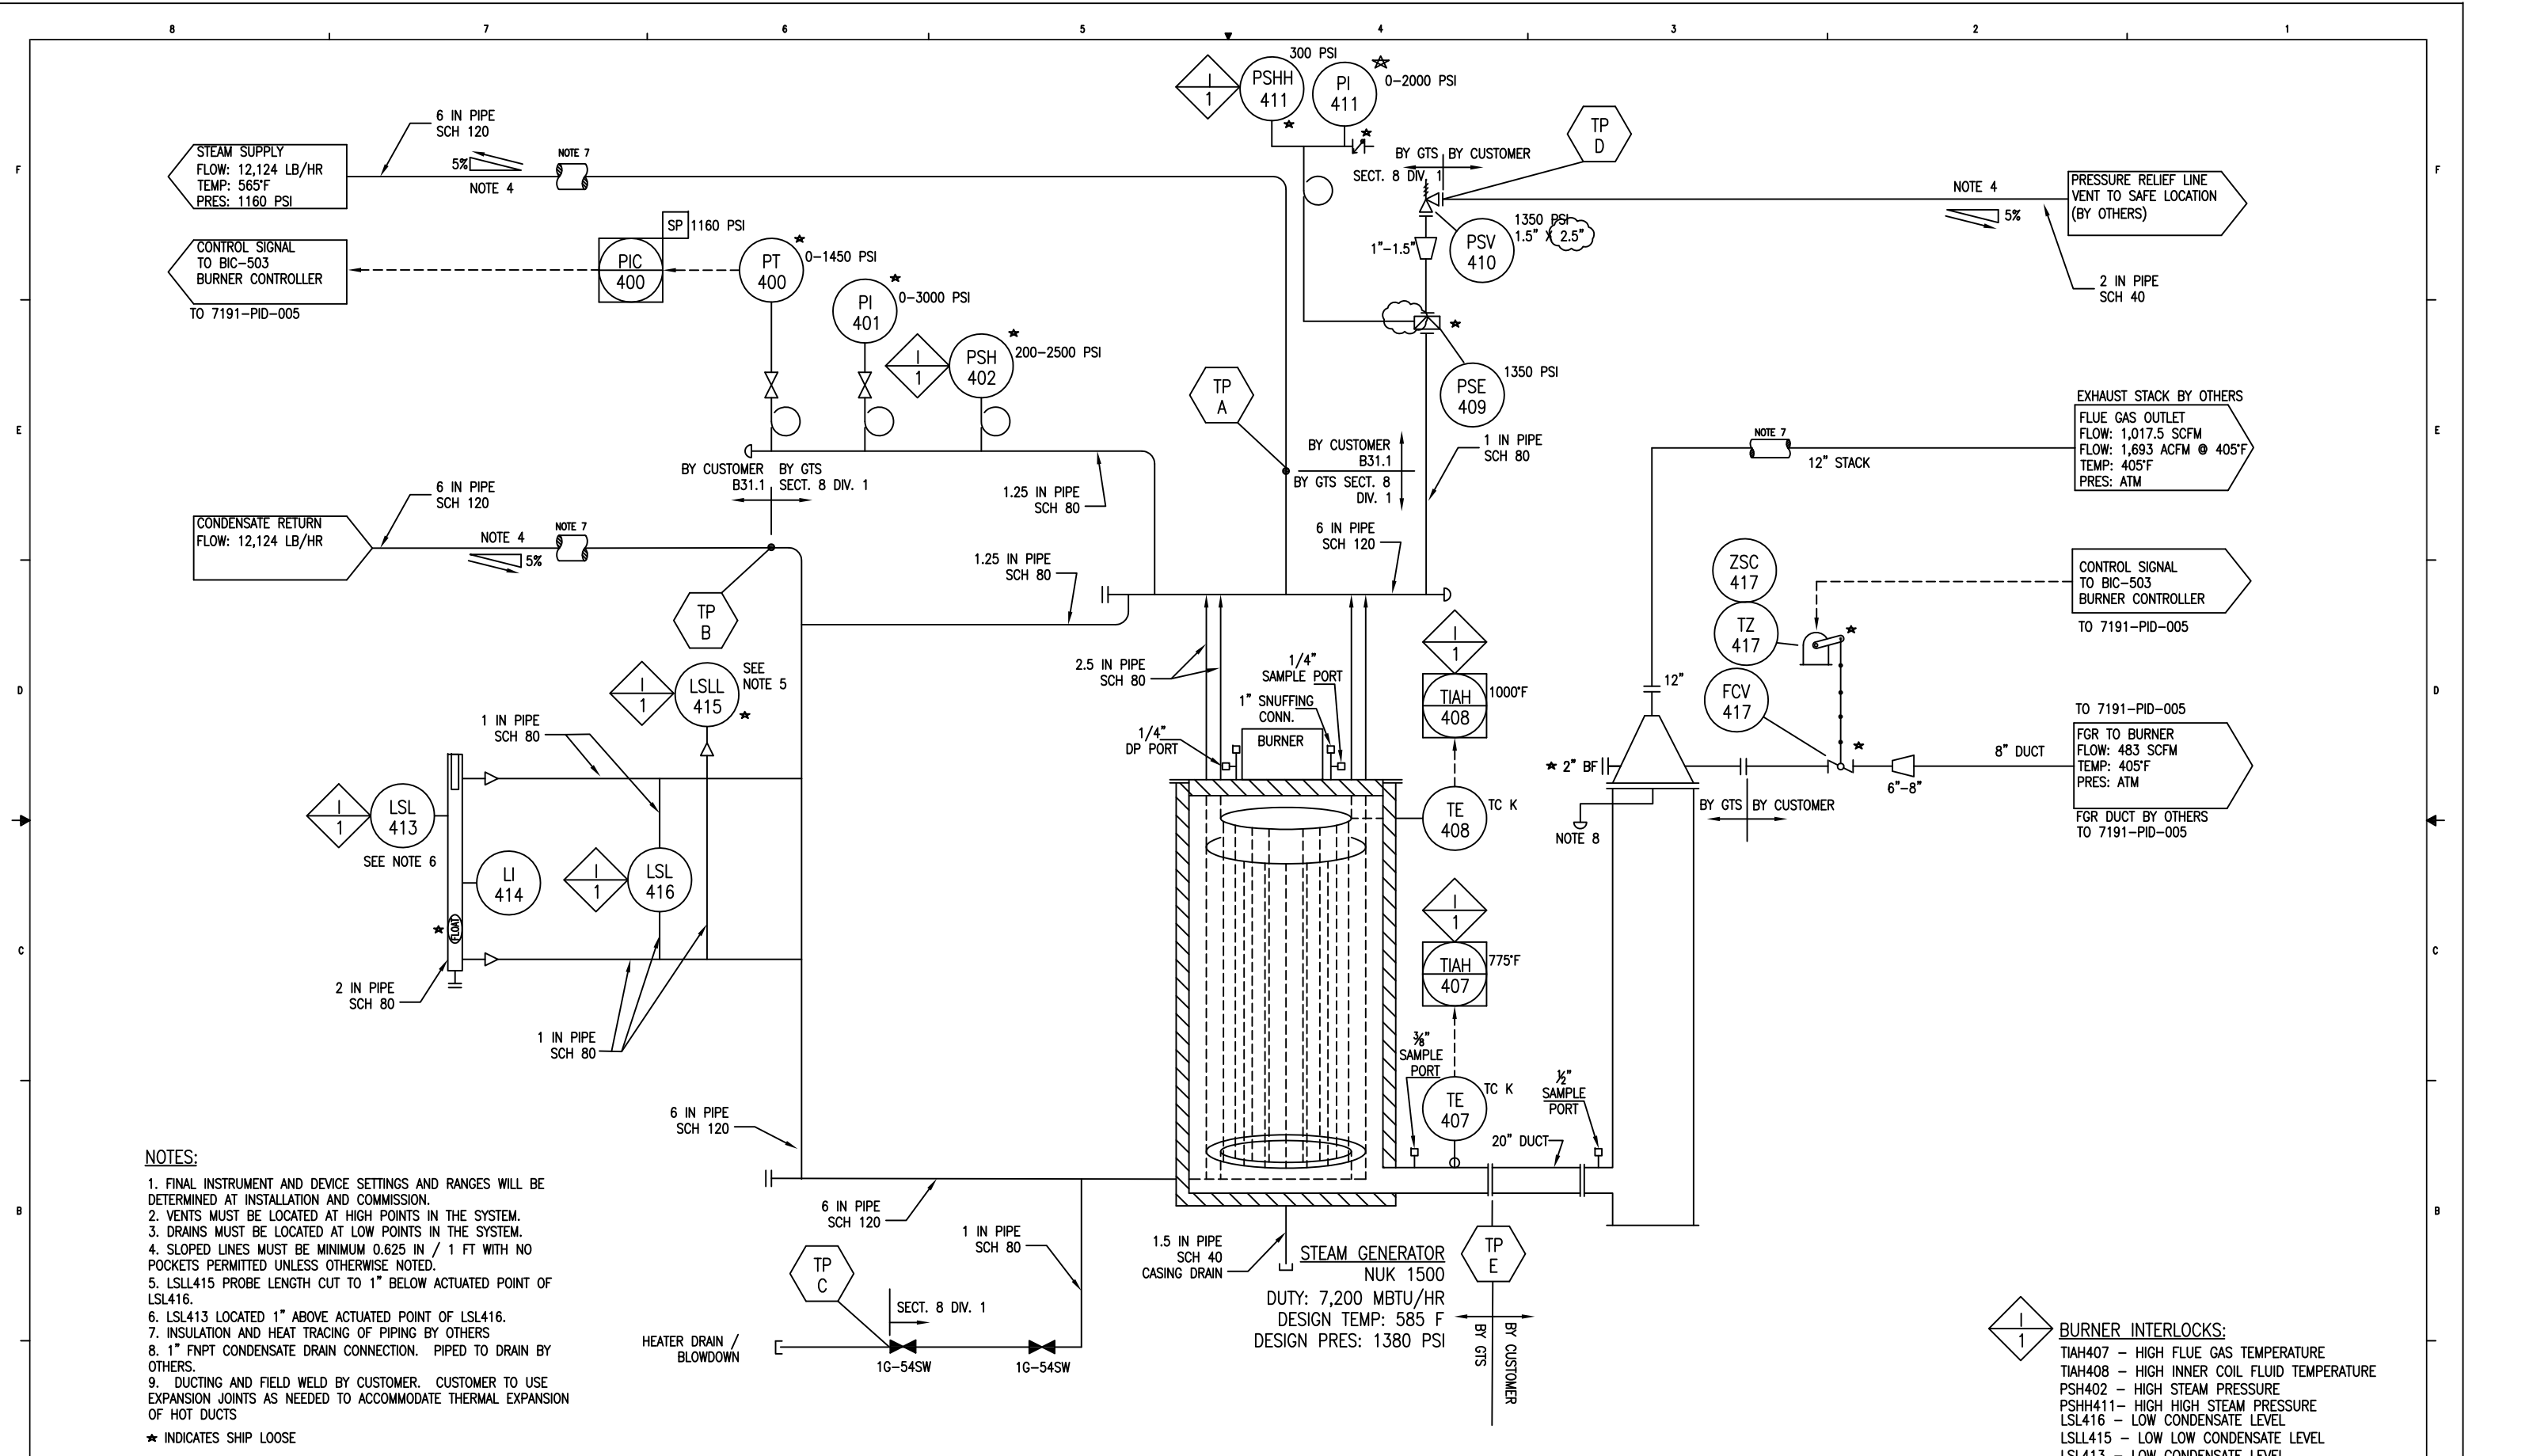 8 7 6 5 4 3 2 1
F
E
D
C
B
F
E
D
C
B
STEAM SUPPLY
FLOW: 12,124 LB/HR
TEMP: 565°F
PRES: 1160 PSI
6 IN PIPE
SCH 120
5%
NOTE 4
NOTE 7
CONTROL SIGNAL
TO BIC-503
BURNER CONTROLLER
TO 7191-PID-005
PIC
400
SP
1160 PSI
PT
400
0-1450 PSI
PI
401
0-3000 PSI
I
1
PSH
402
200-2500 PSI
I
1
PSHH
411
300 PSI
PI
411
0-2000 PSI
TP
D
BY GTS
BY CUSTOMER
SECT. 8 DIV 1
1350 PSI
1.5" X 2.5"
1"-1.5"
PSV
410
NOTE 4
5%
PRESSURE RELIEF LINE
VENT TO SAFE LOCATION
(BY OTHERS)
2 IN PIPE
SCH 40
PSE
409
1350 PSI
TP
A
BY CUSTOMER
B31.1
BY GTS SECT. 8
DIV. 1
1 IN PIPE
SCH 80
BY CUSTOMER
B31.1
BY GTS
SECT. 8 DIV. 1
1.25 IN PIPE
SCH 80
6 IN PIPE
SCH 120
CONDENSATE RETURN
FLOW: 12,124 LB/HR
6 IN PIPE
SCH 120
NOTE 4
5%
NOTE 7
TP
B
1.25 IN PIPE
SCH 80
EXHAUST STACK BY OTHERS
FLUE GAS OUTLET
FLOW: 1,017.5 SCFM
FLOW: 1,693 ACFM @ 405°F
TEMP: 405°F
PRES: ATM
NOTE 7
12" STACK
ZSC
417
TZ
417
FCV
417
CONTROL SIGNAL
TO BIC-503
BURNER CONTROLLER
TO 7191-PID-005
12"
2" BF
BY GTS
BY CUSTOMER
NOTE 8
6"-8"
8" DUCT
TO 7191-PID-005
FGR TO BURNER
FLOW: 483 SCFM
TEMP: 405°F
PRES: ATM
FGR DUCT BY OTHERS
TO 7191-PID-005
I
1
LSLL
415
SEE
NOTE 5
1 IN PIPE
SCH 80
I
1
LSL
413
SEE NOTE 6
LI
414
I
1
LSL
416
FLOAT
2 IN PIPE
SCH 80
1 IN PIPE
SCH 80
2.5 IN PIPE
SCH 80
1/4"
SAMPLE PORT
1" SNUFFING
CONN.
1/4"
DP PORT
BURNER
I
1
TIAH
408
1000°F
TE
408
TC K
I
1
TIAH
407
775°F
TE
407
TC K
⅜"
SAMPLE
PORT
½"
SAMPLE
PORT
20" DUCT
6 IN PIPE
SCH 120
6 IN PIPE
SCH 120
1 IN PIPE
SCH 80
1.5 IN PIPE
SCH 40
CASING DRAIN
TP
C
SECT. 8 DIV. 1
HEATER DRAIN /
BLOWDOWN
1G-54SW
1G-54SW
STEAM GENERATOR
NUK 1500
DUTY: 7,200 MBTU/HR
DESIGN TEMP: 585 F
DESIGN PRES: 1380 PSI
TP
E
BY GTS
BY CUSTOMER
NOTES:
1. FINAL INSTRUMENT AND DEVICE SETTINGS AND RANGES WILL BE
DETERMINED AT INSTALLATION AND COMMISSION.
2. VENTS MUST BE LOCATED AT HIGH POINTS IN THE SYSTEM.
3. DRAINS MUST BE LOCATED AT LOW POINTS IN THE SYSTEM.
4. SLOPED LINES MUST BE MINIMUM 0.625 IN / 1 FT WITH NO
POCKETS PERMITTED UNLESS OTHERWISE NOTED.
5. LSLL415 PROBE LENGTH CUT TO 1" BELOW ACTUATED POINT OF
LSL416.
6. LSL413 LOCATED 1" ABOVE ACTUATED POINT OF LSL416.
7. INSULATION AND HEAT TRACING OF PIPING BY OTHERS
8. 1" FNPT CONDENSATE DRAIN CONNECTION. PIPED TO DRAIN BY
OTHERS.
9. DUCTING AND FIELD WELD BY CUSTOMER. CUSTOMER TO USE
EXPANSION JOINTS AS NEEDED TO ACCOMMODATE THERMAL EXPANSION
OF HOT DUCTS
★ INDICATES SHIP LOOSE
I
1
BURNER INTERLOCKS:
TIAH407 - HIGH FLUE GAS TEMPERATURE
TIAH408 - HIGH INNER COIL FLUID TEMPERATURE
PSH402 - HIGH STEAM PRESSURE
PSHH411- HIGH HIGH STEAM PRESSURE
LSL416 - LOW CONDENSATE LEVEL
LSLL415 - LOW LOW CONDENSATE LEVEL
LSL413 - LOW CONDENSATE LEVEL